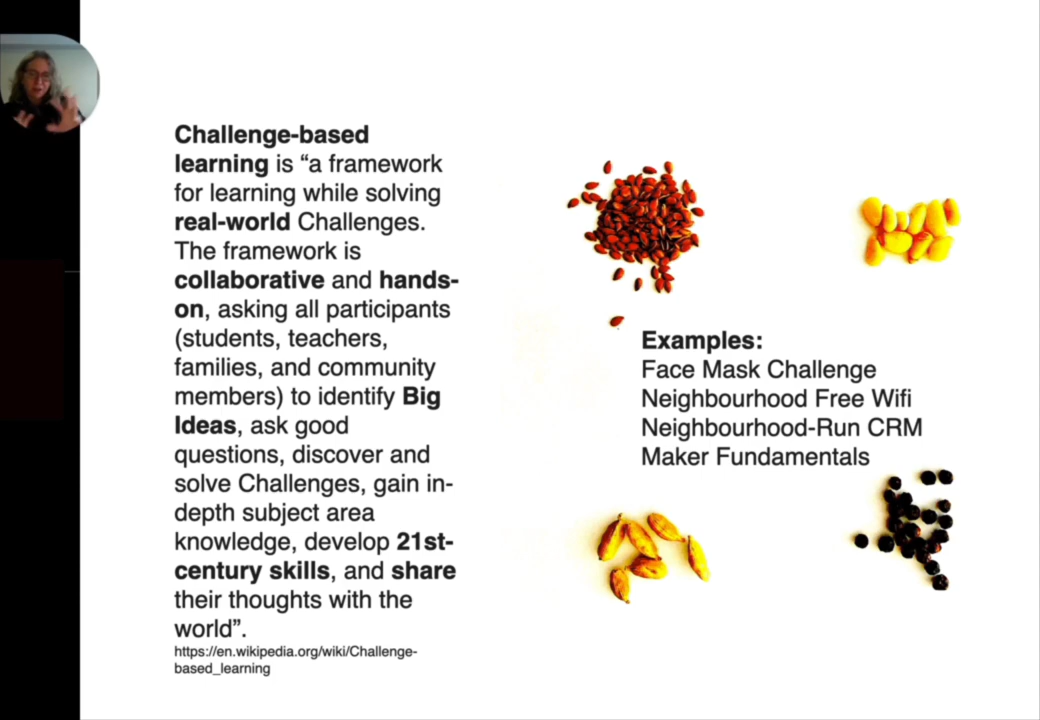 Challenge-based
learning is “a framework
for learning while solving
real-world Challenges.
The framework is
collaborative and hands-
on, asking all participants
(students, teachers,
families, and community
members) to identify Big
Ideas, ask good
questions, discover and
solve Challenges, gain in-
depth subject area
knowledge, develop 21st-
century skills, and share
their thoughts with the
world”.
https://en.wikipedia.org/wiki/Challenge-
based_learning
Examples:
Face Mask Challenge
Neighbourhood Free Wifi
Neighbourhood-Run CRM
Maker Fundamentals